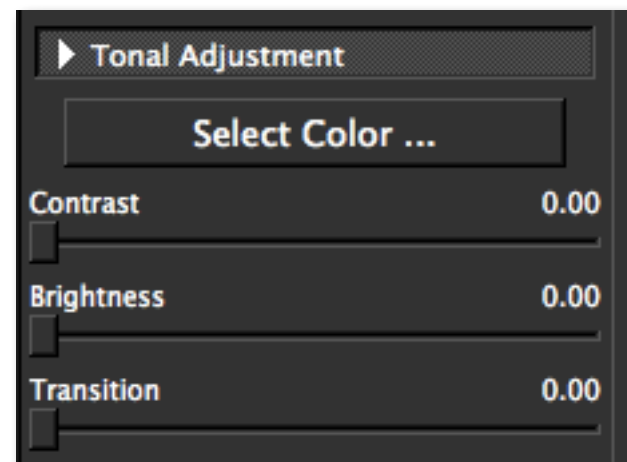 Tonal Adjustment
Select Color ...
Contrast 0.00
Brightness 0.00
Transition 0.00